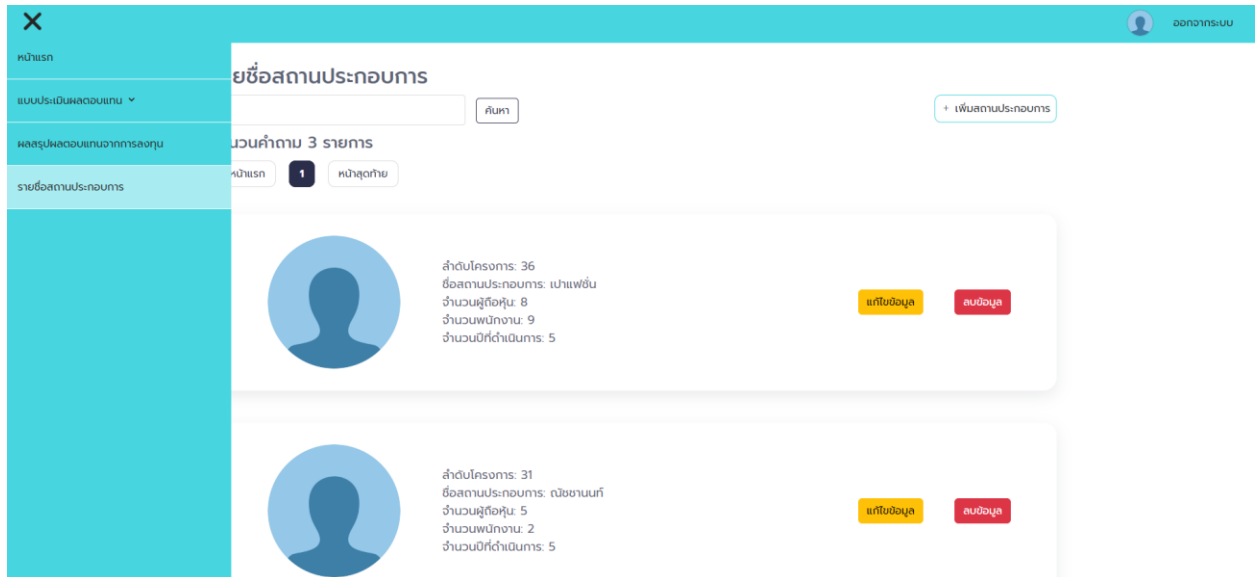 ออกจากระบบ
หน้าแรก
แบบประเมินผลตอบแทน
ผลสรุปผลตอบแทนจากการลงทุน
รายชื่อสถานประกอบการ
ยชื่อสถานประกอบการ
ค้นหา
+ เพิ่มสถานประกอบการ
นวนคำถาม 3 รายการ
หน้าแรก
1
หน้าสุดท้าย
ลำดับโครงการ: 36
ชื่อสถานประกอบการ: เปาแฟชั่น
จำนวนผู้ถือหุ้น: 8
จำนวนพนักงาน: 9
จำนวนปีที่ดำเนินการ: 5
แก้ไขข้อมูล
ลบข้อมูล
ลำดับโครงการ: 31
ชื่อสถานประกอบการ: ณัชชานนท์
จำนวนผู้ถือหุ้น: 5
จำนวนพนักงาน: 2
จำนวนปีที่ดำเนินการ: 5
แก้ไขข้อมูล
ลบข้อมูล